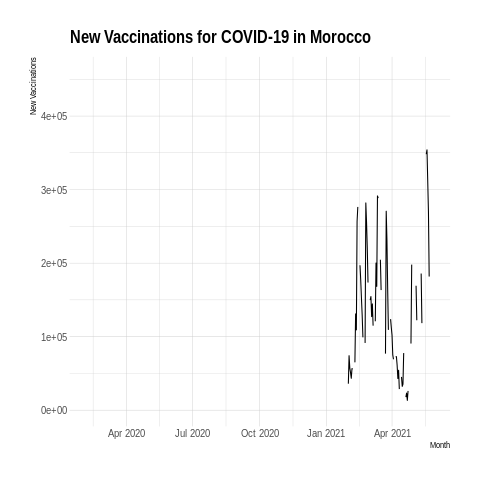 New Vaccinations for COVID-19 in Morocco
New Vaccinations
4e+05
3e+05
2e+05
1e+05
0e+00
Apr 2020 Jul 2020 Oct 2020 Jan 2021 Apr 2021
Month